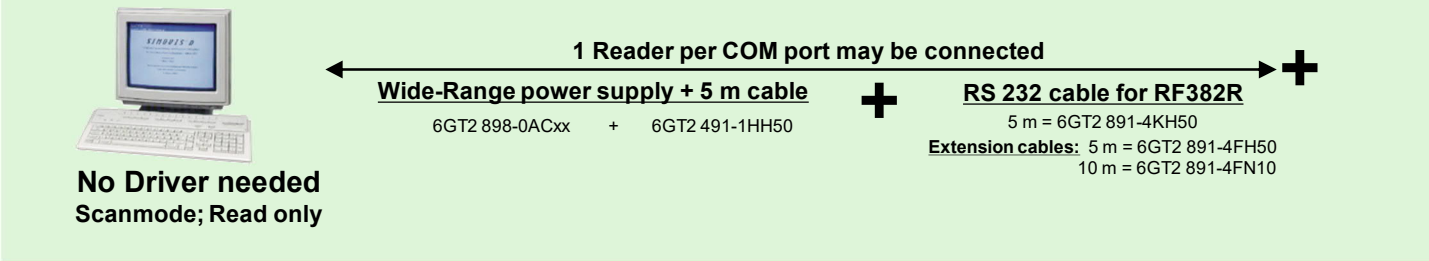 SIMODIS D
1 Reader per COM port may be connected
+
Wide-Range power supply + 5 m cable
6GT2 898-0ACxx + 6GT2 491-1HH50
+
RS 232 cable for RF382R
5 m = 6GT2 891-4KH50
Extension cables: 5 m = 6GT2 891-4FH50
10 m = 6GT2 891-4FN10
No Driver needed
Scanmode; Read only